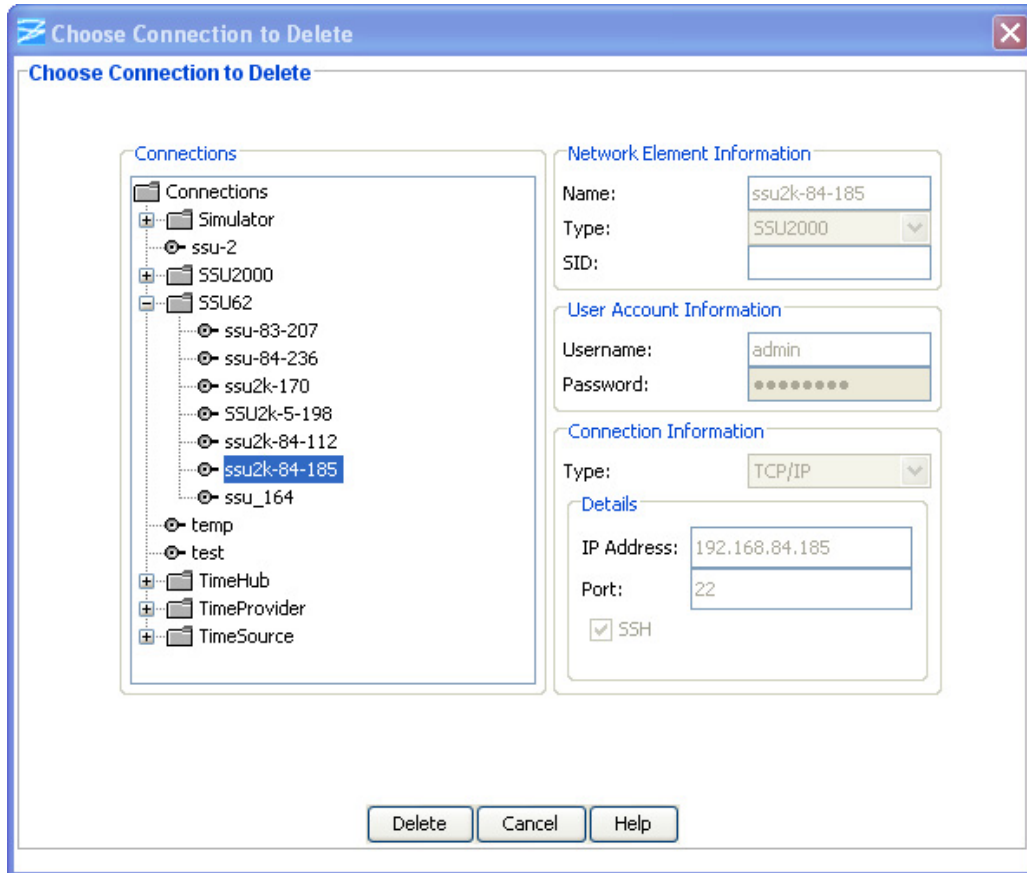 Choose Connection to Delete
Choose Connection to Delete
Connections
Connections
Simulator
ssu-2
SSU2000
SSU62
ssu-83-207
ssu-84-236
ssu2k-170
SSU2k-5-198
ssu2k-84-112
ssu2k-84-185
ssu_164
temp
test
TimeHub
TimeProvider
TimeSource
Network Element Information
Name: ssu2k-84-185
Type: SSU2000
SID:
User Account Information
Username: admin
Password: ●●●●●●●●
Connection Information
Type: TCP/IP
Details
IP Address: 192.168.84.185
Port: 22
SSH
Delete Cancel Help